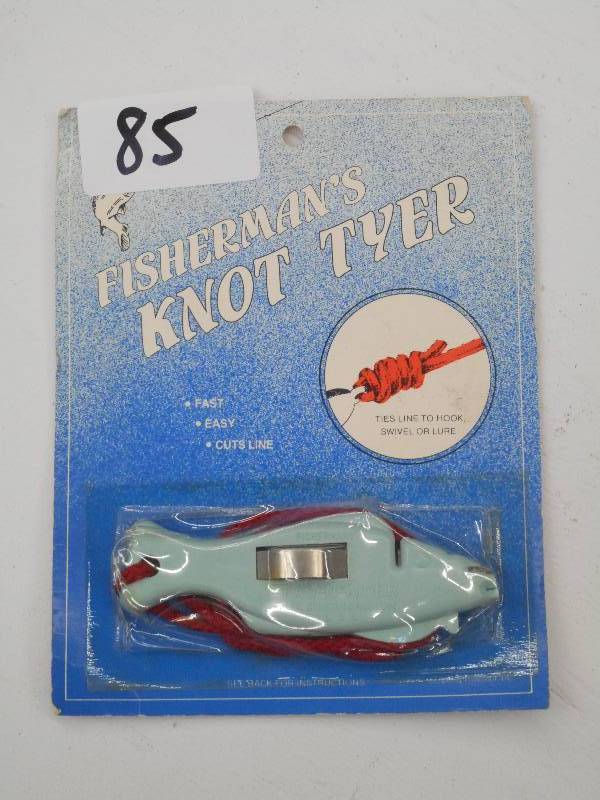 85
FISHERMAN'S
KNOT TYER
• FAST
• EASY
• CUTS LINE
TIES LINE TO HOOK,
SWIVEL OR LURE
SEE BACK FOR INSTRUCTIONS